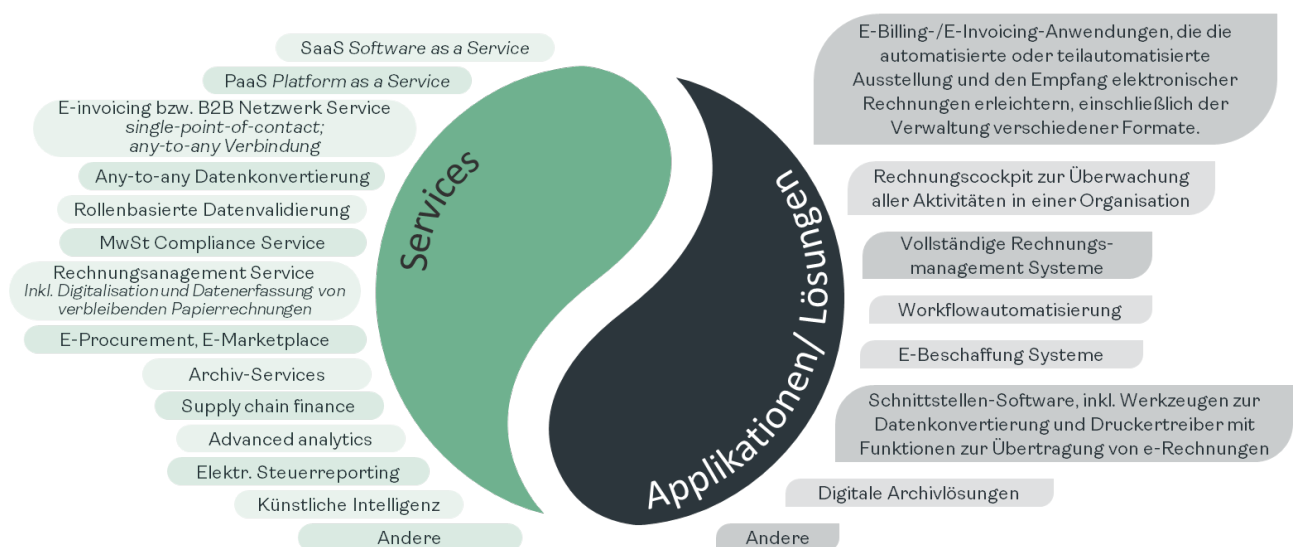 SaaS Software as a Service
PaaS Platform as a Service
E-invoicing bzw. B2B Netzwerk Service
single-point-of-contact;
any-to-any Verbindung
Any-to-any Datenkonvertierung
Rollenbasierte Datenvalidierung
MwSt Compliance Service
Rechnungsanagement Service
Inkl. Digitalisation und Datenerfassung von
verbleibenden Papierrechnungen
E-Procurement, E-Marketplace
Archiv-Services
Supply chain finance
Advanced analytics
Elektr. Steuerreporting
Künstliche Intelligenz
Andere
Services
Applikationen/ Lösungen
E-Billing-/E-Invoicing-Anwendungen, die die
automatisierte oder teilautomatisierte
Ausstellung und den Empfang elektronischer
Rechnungen erleichtern, einschließlich der
Verwaltung verschiedener Formate.
Rechnungscockpit zur Überwachung
aller Aktivitäten in einer Organisation
Vollständige Rechnungs-
management Systeme
Workflowautomatisierung
E-Beschaffung Systeme
Schnittstellen-Software, inkl. Werkzeugen zur
Datenkonvertierung und Druckertreiber mit
Funktionen zur Übertragung von e-Rechnungen
Digitale Archivlösungen
Andere